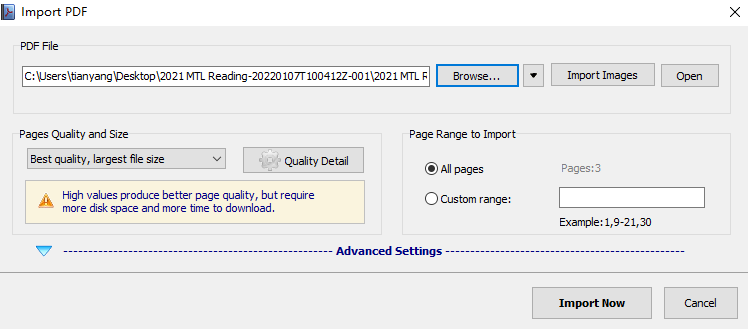 Import PDF
PDF File
C:\Users\tianyang\Desktop\2021 MTL Reading-20220107T100412Z-001\2021 MTL R
Browse...
Import Images
Open
Pages Quality and Size
Page Range to Import
Best quality, largest file size
Quality Detail
All pages
Pages:3
High values produce better page quality, but require
more disk space and more time to download.
Custom range:
Example:1,9-21,30
Advanced Settings
Import Now
Cancel